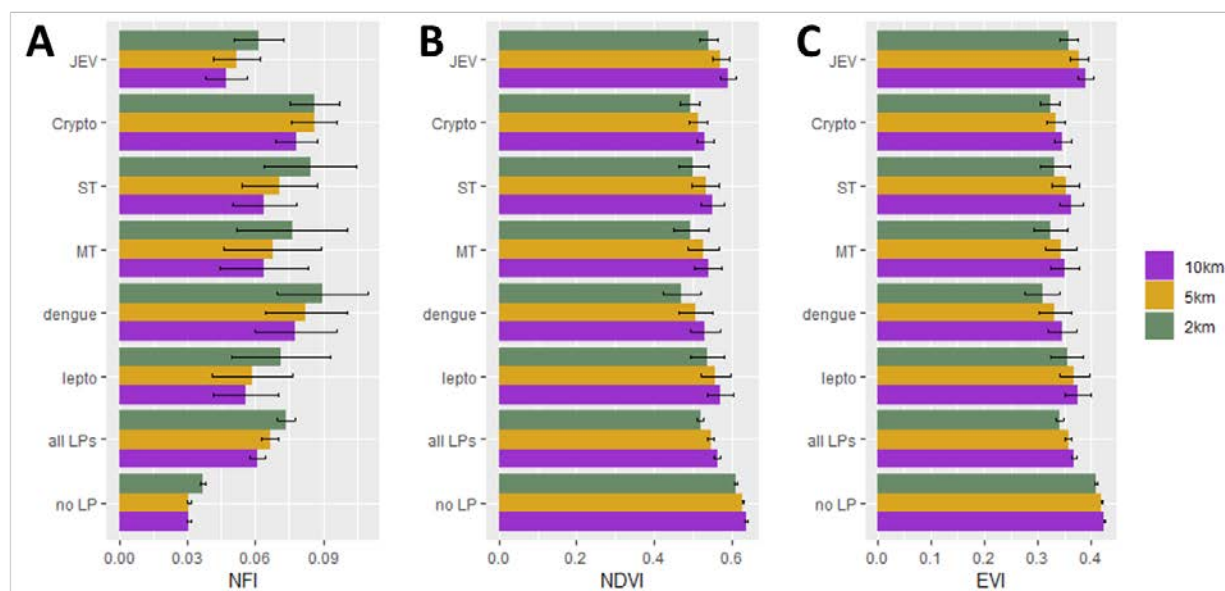 A
JEV
Crypto
ST
MT
dengue
lepto
all LPs
no LP
0.00 0.03 0.06 0.09
NFI
B
JEV
Crypto
ST
MT
dengue
lepto
all LPs
no LP
0.0 0.2 0.4 0.6
NDVI
C
JEV
Crypto
ST
MT
dengue
lepto
all LPs
no LP
0.0 0.1 0.2 0.3 0.4
EVI
10km
5km
2km